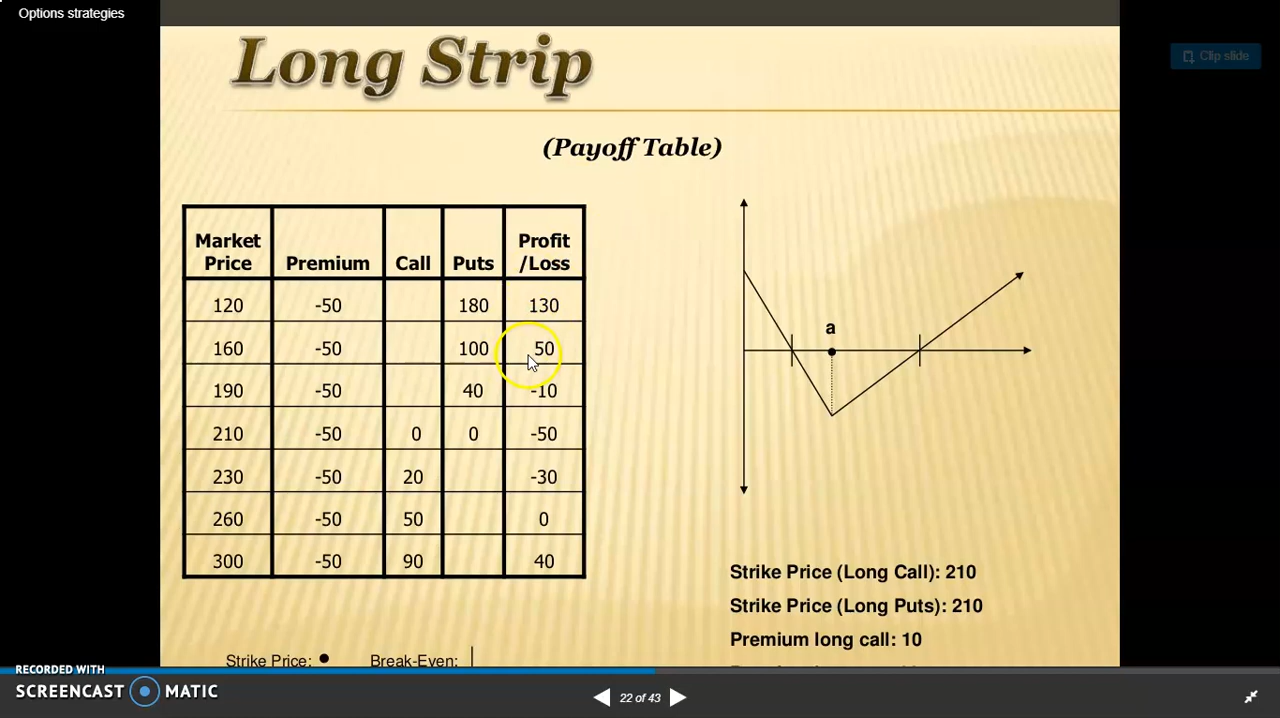 Options strategies
Clip slide
Long Strip
(Payoff Table)
Market Price Premium Call Puts Profit /Loss
120 -50 180 130
160 -50 100 50
190 -50 40 -10
210 -50 0 0 -50
230 -50 20 -30
260 -50 50 0
300 -50 90 40
a
Strike Price (Long Call): 210
Strike Price (Long Puts): 210
Premium long call: 10
Strike Price: Break-Even:
RECORDED WITH
SCREENCAST MATIC
22 of 43